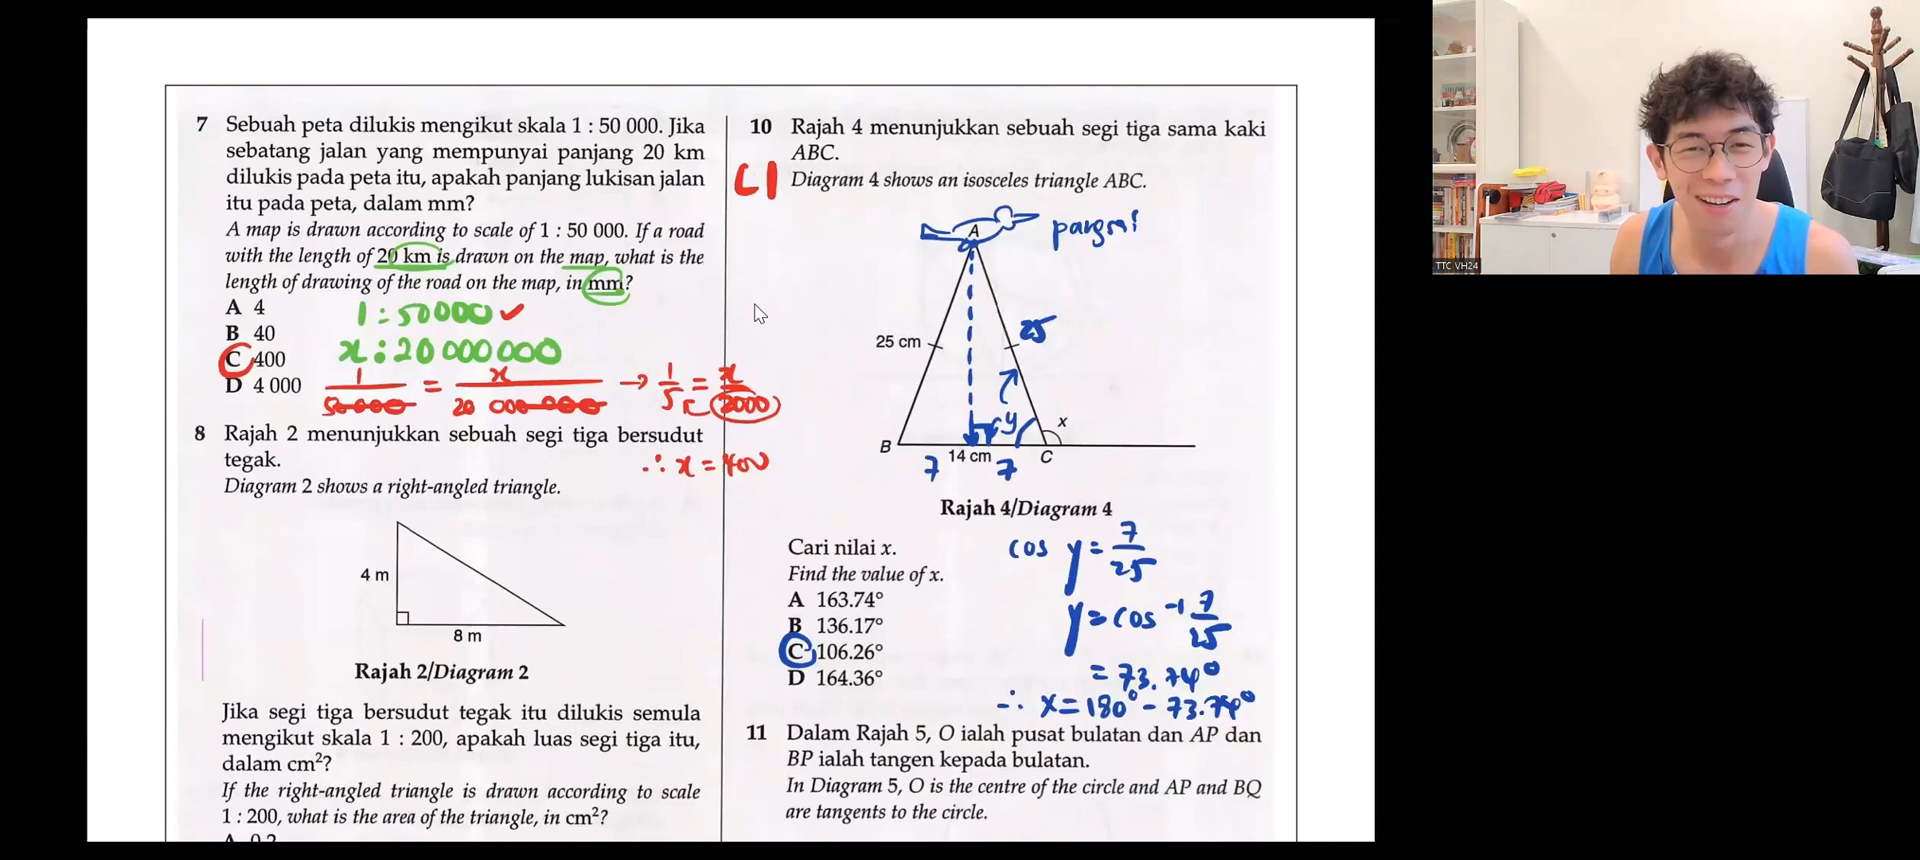 7 Sebuah peta dilukis mengikut skala 1 : 50 000. Jika
sebatang jalan yang mempunyai panjang 20 km
dilukis pada peta itu, apakah panjang lukisan jalan
itu pada peta, dalam mm?
A map is drawn according to scale of 1 : 50 000. If a road
with the length of 20 km is drawn on the map, what is the
length of drawing of the road on the map, in mm?
A 4
B 40
C 400
D 4 000
1 : 50000 ✓
x : 20 000 000
1/50000 = x/20 000 000 → 1/5 = x/2000
∴ x = 400
8 Rajah 2 menunjukkan sebuah segi tiga bersudut
tegak.
Diagram 2 shows a right-angled triangle.
4 m
8 m
Rajah 2/Diagram 2
Jika segi tiga bersudut tegak itu dilukis semula
mengikut skala 1 : 200, apakah luas segi tiga itu,
dalam cm²?
If the right-angled triangle is drawn according to scale
1 : 200, what is the area of the triangle, in cm²?
10 Rajah 4 menunjukkan sebuah segi tiga sama kaki
ABC.
Diagram 4 shows an isosceles triangle ABC.
A
25 cm
25
y
x
B
14 cm
C
7
7
Rajah 4/Diagram 4
Cari nilai x.
Find the value of x.
A 163.74°
B 136.17°
C 106.26°
D 164.36°
cos y = 7/25
y = cos⁻¹ 7/25
= 73.74°
∴ x = 180° - 73.74°
11 Dalam Rajah 5, O ialah pusat bulatan dan AP dan
BP ialah tangen kepada bulatan.
In Diagram 5, O is the centre of the circle and AP and BQ
are tangents to the circle.
TTC VH24